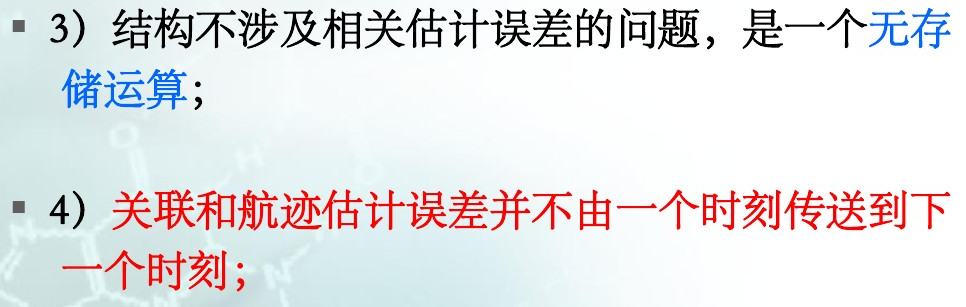 ▪ 3）结构不涉及相关估计误差的问题，是一个无存
储运算；
▪ 4）关联和航迹估计误差并不由一个时刻传送到下
一个时刻；